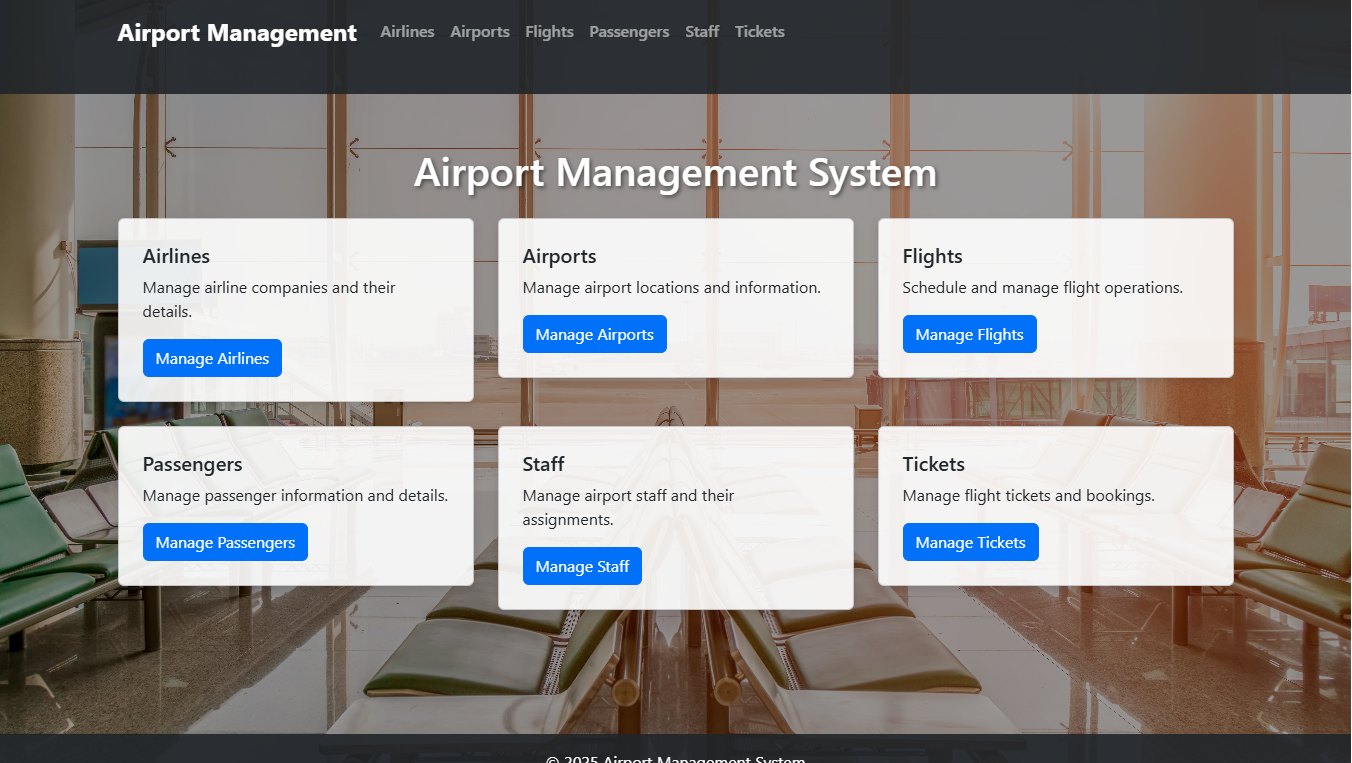 Airport Management Airlines Airports Flights Passengers Staff Tickets
Airport Management System
Airlines
Manage airline companies and their
details.
Manage Airlines
Airports
Manage airport locations and information.
Manage Airports
Flights
Schedule and manage flight operations.
Manage Flights
Passengers
Manage passenger information and details.
Manage Passengers
Staff
Manage airport staff and their
assignments.
Manage Staff
Tickets
Manage flight tickets and bookings.
Manage Tickets
© 2025 Airport Management System